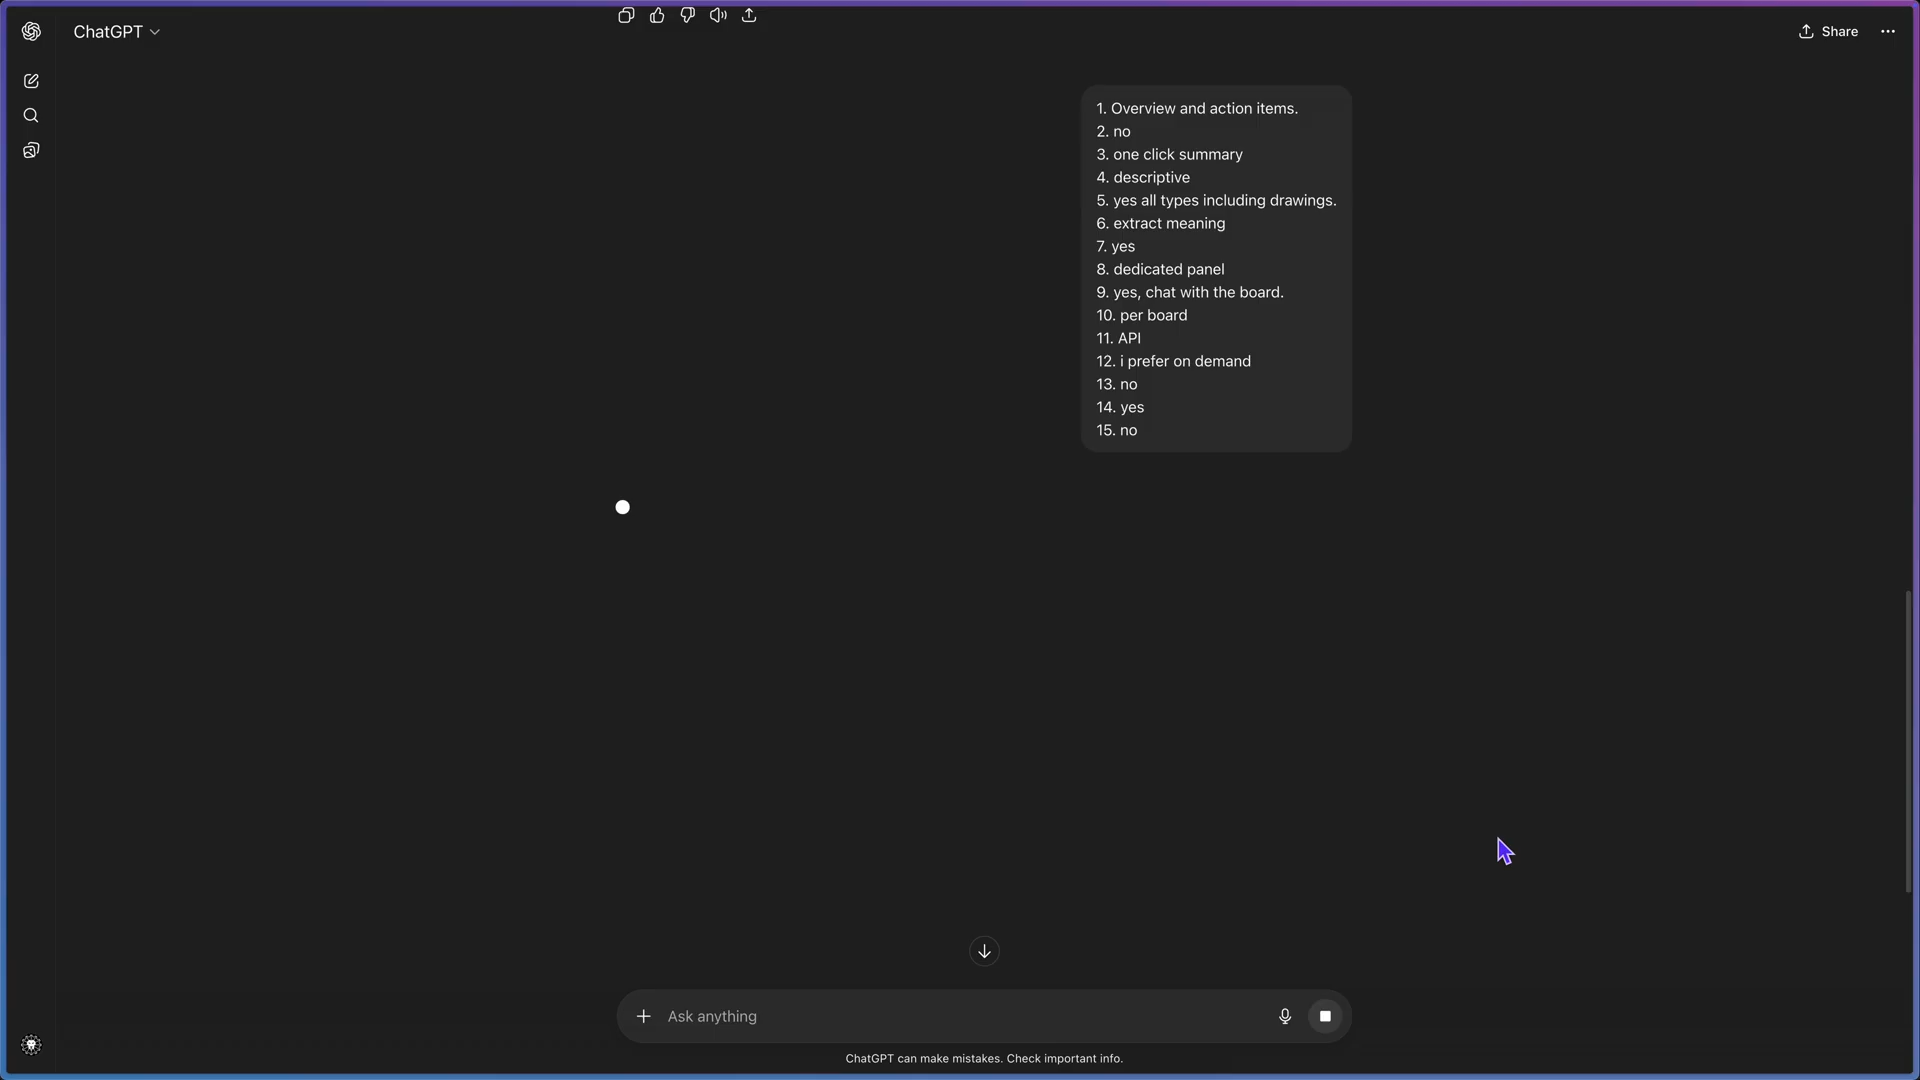 ChatGPT
Share
1. Overview and action items.
2. no
3. one click summary
4. descriptive
5. yes all types including drawings.
6. extract meaning
7. yes
8. dedicated panel
9. yes, chat with the board.
10. per board
11. API
12. i prefer on demand
13. no
14. yes
15. no
Ask anything
ChatGPT can make mistakes. Check important info.